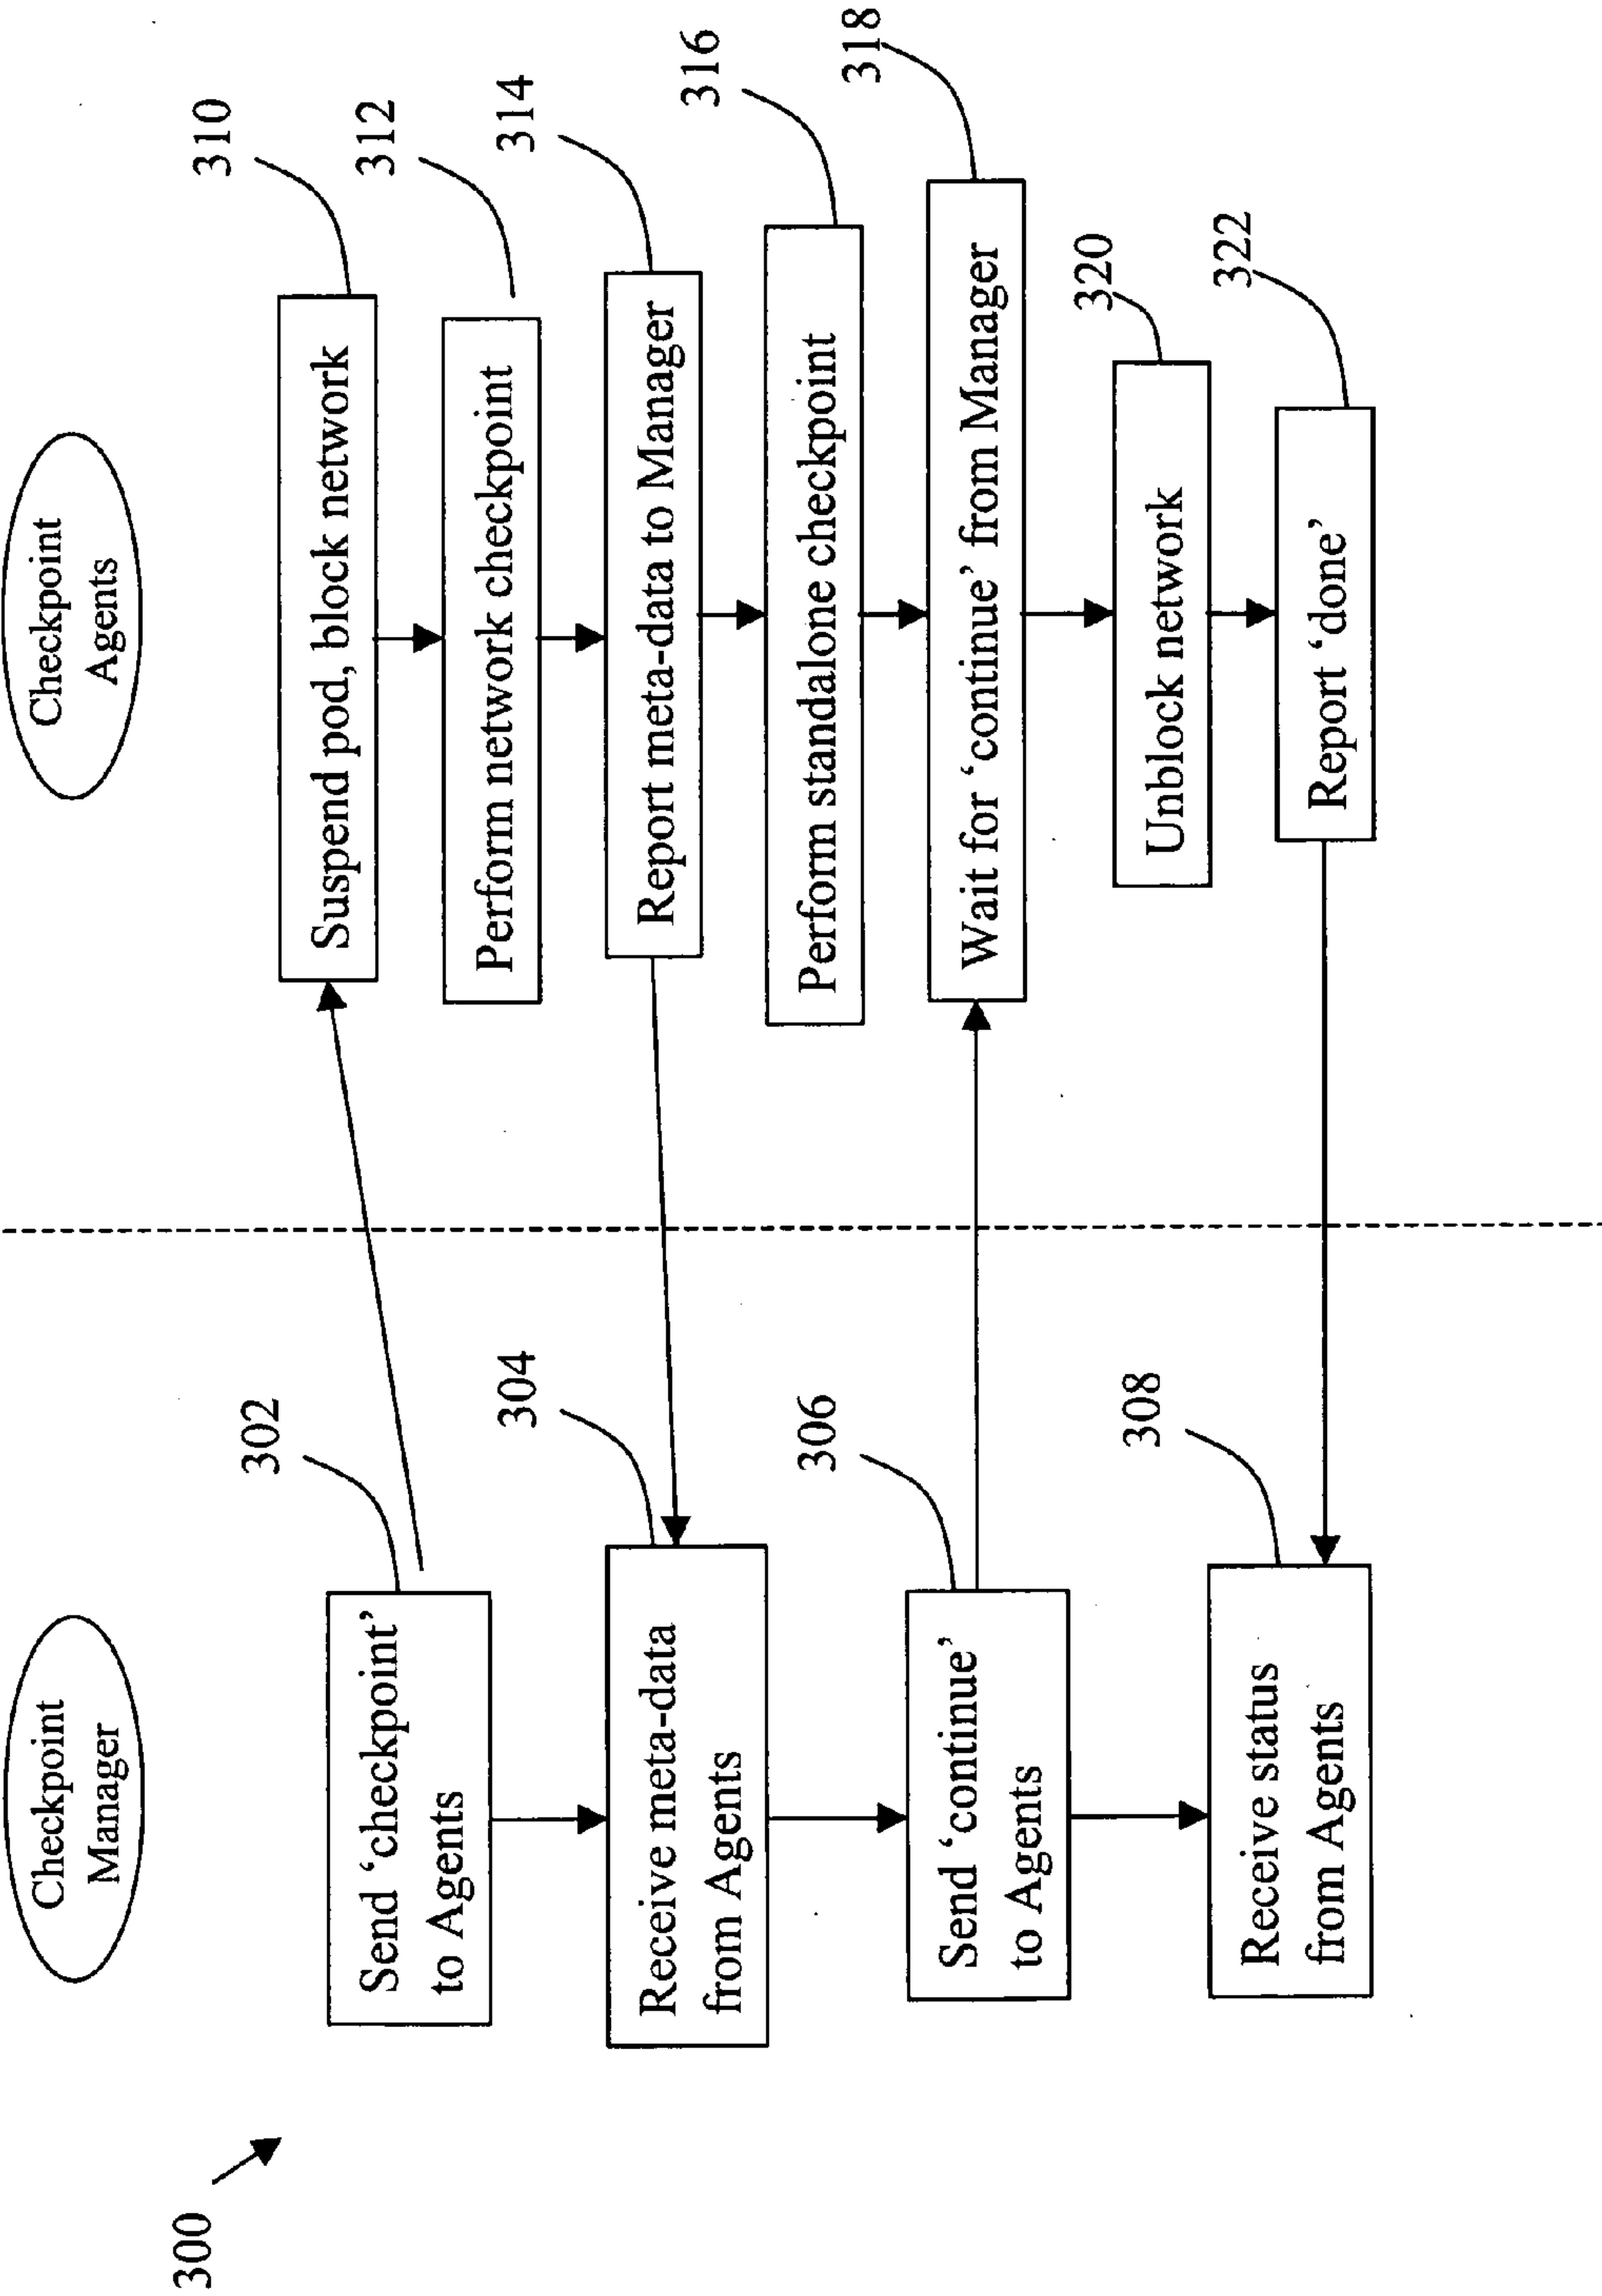 300
Checkpoint
Manager
302
Send ‘checkpoint’
to Agents
304
Receive meta-data
from Agents
306
Send ‘continue’
to Agents
308
Receive status
from Agents
Checkpoint
Agents
310
Suspend pod, block network
312
Perform network checkpoint
314
Report meta-data to Manager
316
Perform standalone checkpoint
318
Wait for ‘continue’ from Manager
320
Unblock network
322
Report ‘done’